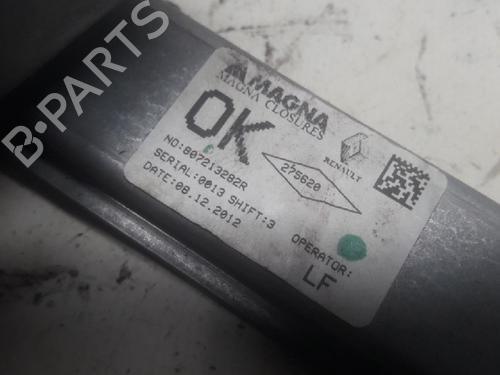 B-PARTS
MAGNA
MAGNA CLOSURES
OK
RENAULT
275620
NO:807213282R
SERIAL:0013 SHIFT:3
DATE:08.12.2012
OPERATOR:
LF